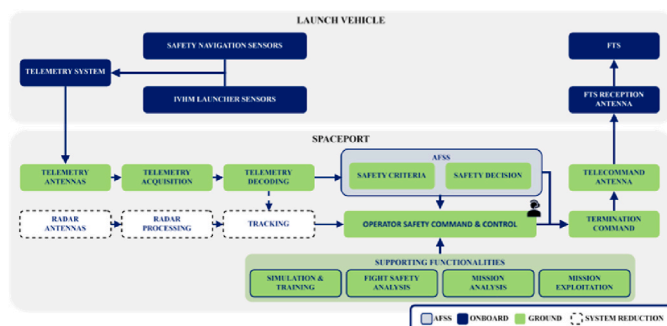 LAUNCH VEHICLE
SAFETY NAVIGATION SENSORS
FTS
TELEMETRY SYSTEM
IVHM LAUNCHER SENSORS
FTS RECEPTION
ANTENNA
SPACEPORT
AFSS
TELEMETRY
ANTENNAS
TELEMETRY
ACQUISITION
TELEMETRY
DECODING
SAFETY CRITERIA
SAFETY DECISION
TELECOMMAND
ANTENNA
RADAR
ANTENNAS
RADAR
PROCESSING
TRACKING
OPERATOR SAFETY COMMAND & CONTROL
TERMINATION
COMMAND
SUPPORTING FUNCTIONALITIES
SIMULATION &
TRAINING
FIGHT SAFETY
ANALYSIS
MISSION
ANALYSIS
MISSION
EXPLOITATION
AFSS
ONBOARD
GROUND
SYSTEM REDUCTION